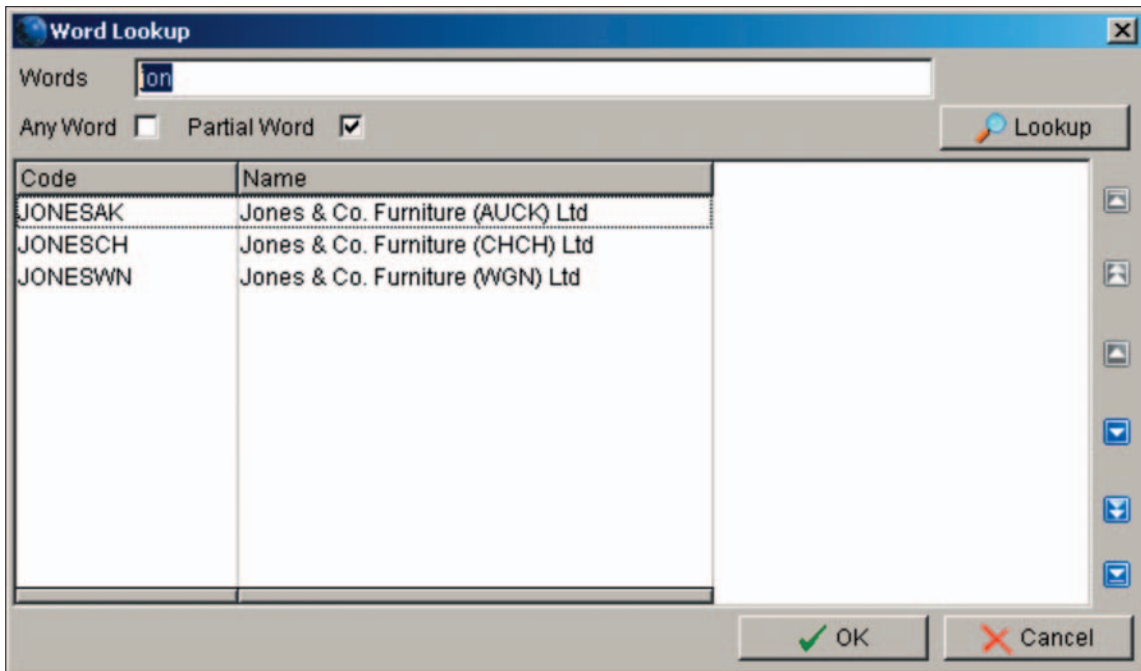 Word Lookup
Words jon
Any Word Partial Word Lookup
Code Name
JONESAK Jones & Co. Furniture (AUCK) Ltd
JONESCH Jones & Co. Furniture (CHCH) Ltd
JONESWN Jones & Co. Furniture (WGN) Ltd
OK Cancel